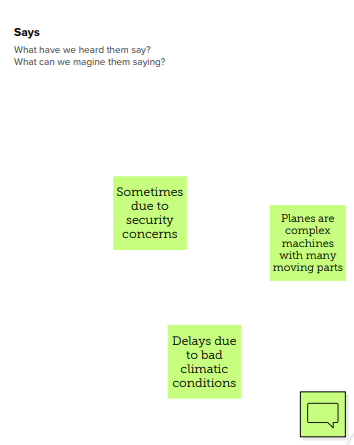 Says
What have we heard them say?
What can we magine them saying?
Sometimes
due to
security
concerns
Planes are
complex
machines
with many
moving parts
Delays due
to bad
climatic
conditions